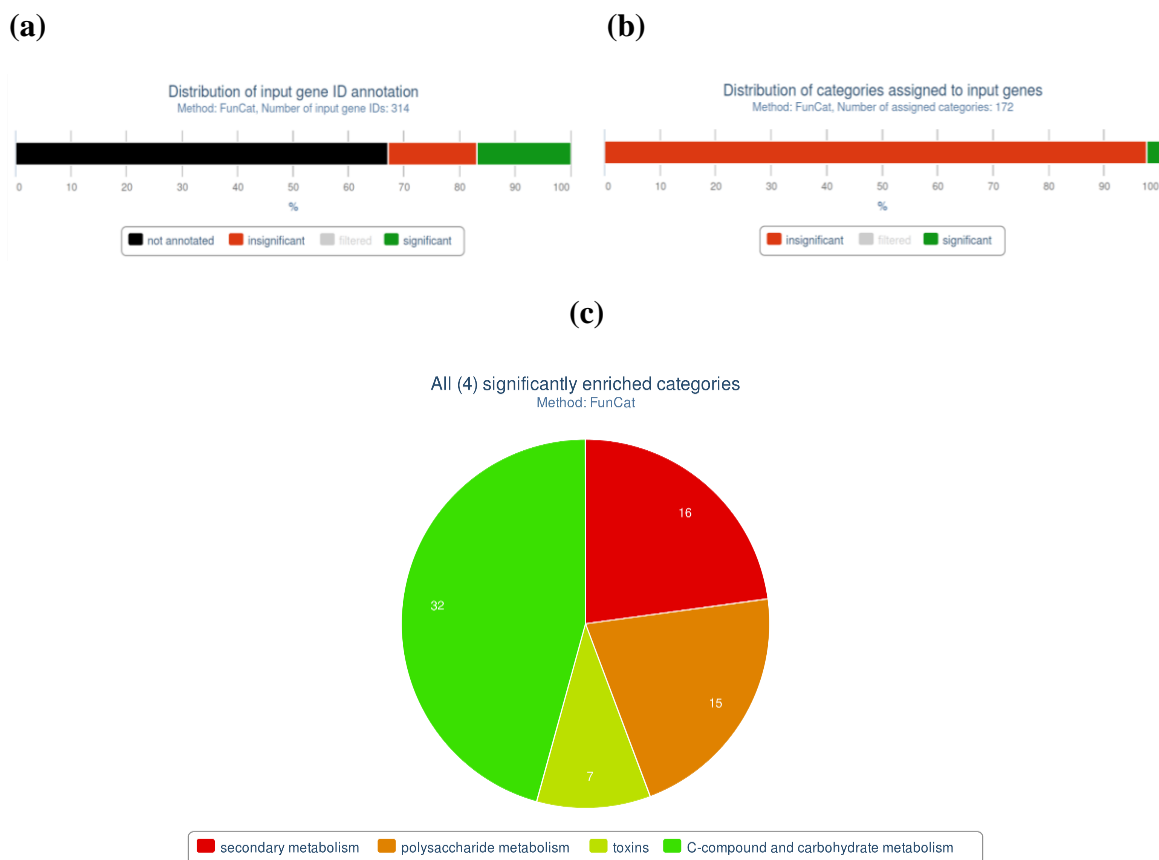 (a)
Distribution of input gene ID annotation
Method: FunCat, Number of input gene IDs: 314
0 10 20 30 40 50 60 70 80 90 100
%
not annotated insignificant filtered significant
(b)
Distribution of categories assigned to input genes
Method: FunCat, Number of assigned categories: 172
0 10 20 30 40 50 60 70 80 90 100
%
insignificant filtered significant
(c)
All (4) significantly enriched categories
Method: FunCat
16
32
15
7
secondary metabolism polysaccharide metabolism toxins C-compound and carbohydrate metabolism